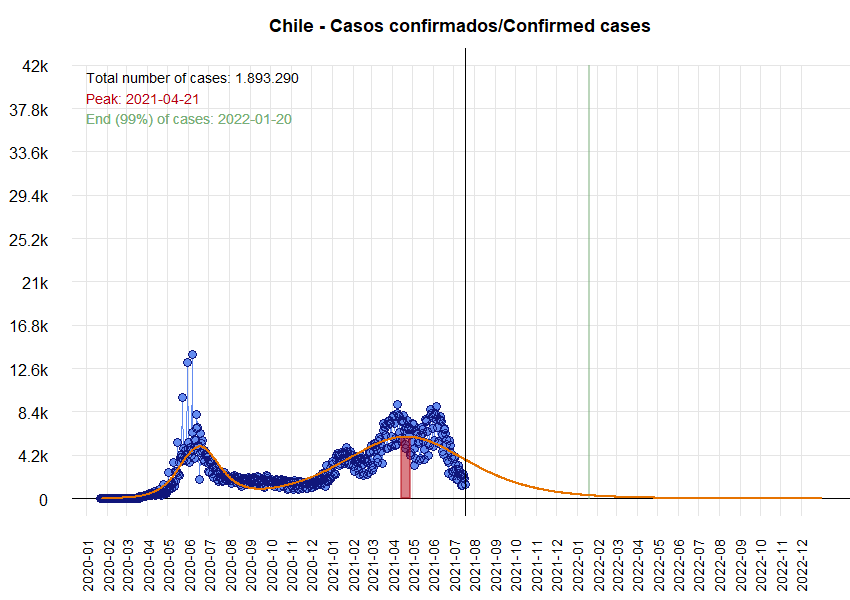 Chile - Casos confirmados/Confirmed cases
Total number of cases: 1.893.290
Peak: 2021-04-21
End (99%) of cases: 2022-01-20
42k
37.8k
33.6k
29.4k
25.2k
21k
16.8k
12.6k
8.4k
4.2k
0
2020-01
2020-02
2020-03
2020-04
2020-05
2020-06
2020-07
2020-08
2020-09
2020-10
2020-11
2020-12
2021-01
2021-02
2021-03
2021-04
2021-05
2021-06
2021-07
2021-08
2021-09
2021-10
2021-11
2021-12
2022-01
2022-02
2022-03
2022-04
2022-05
2022-06
2022-07
2022-08
2022-09
2022-10
2022-11
2022-12